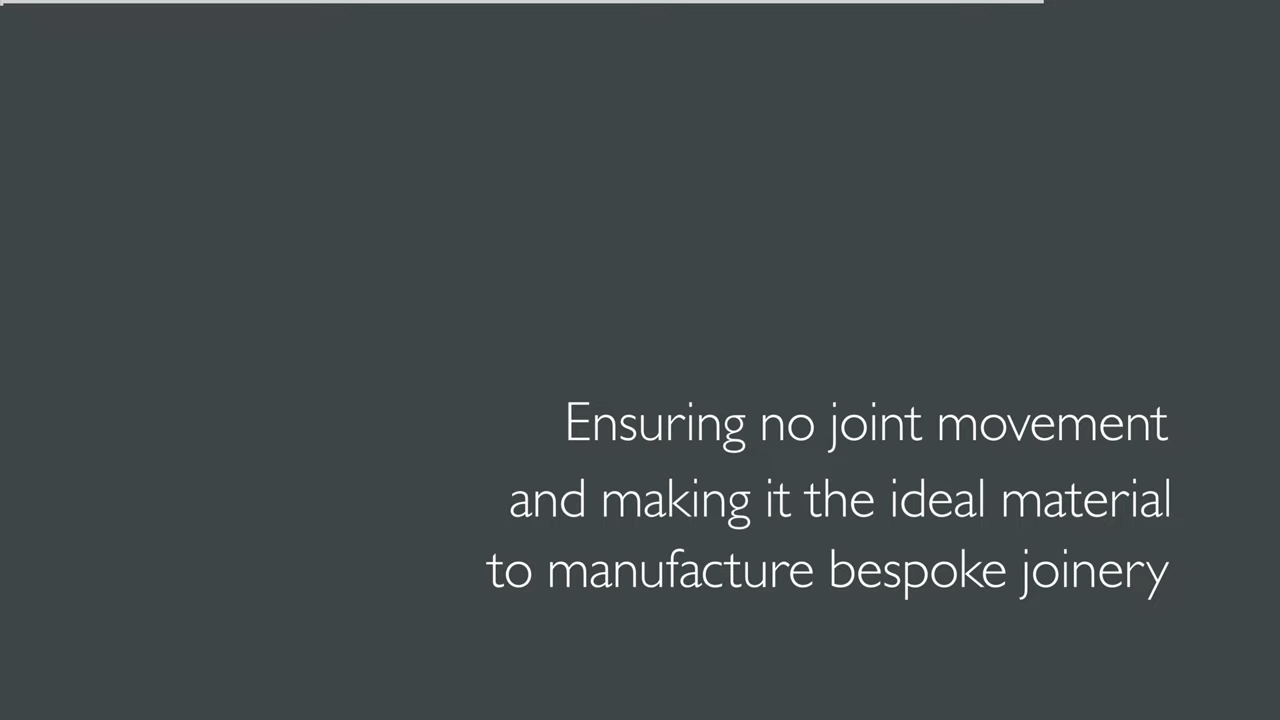 Ensuring no joint movement
and making it the ideal material
to manufacture bespoke joinery